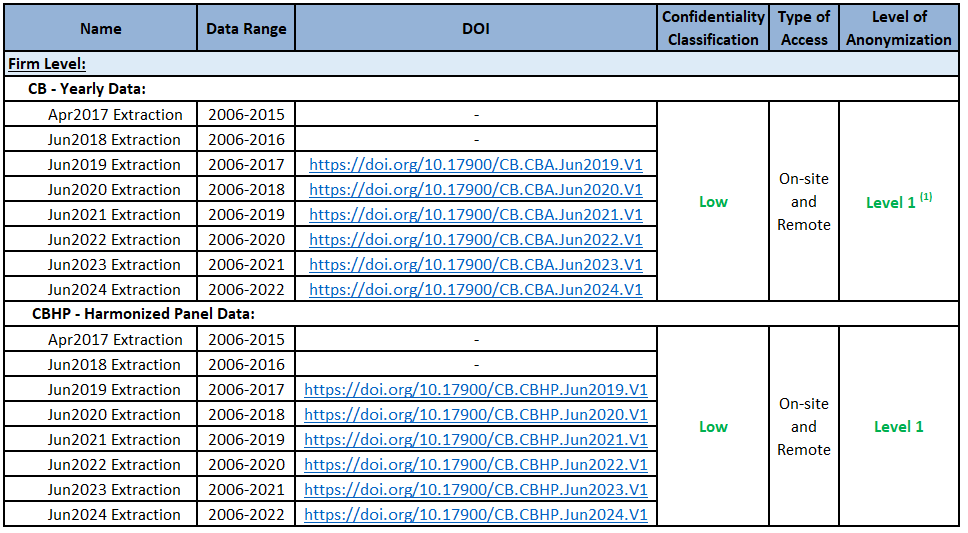 Name Data Range DOI Confidentiality Classification Type of Access Level of Anonymization
Firm Level:
CB - Yearly Data:
Apr2017 Extraction 2006-2015 -
Jun2018 Extraction 2006-2016 -
Jun2019 Extraction 2006-2017 https://doi.org/10.17900/CB.CBA.Jun2019.V1
Jun2020 Extraction 2006-2018 https://doi.org/10.17900/CB.CBA.Jun2020.V1
Jun2021 Extraction 2006-2019 https://doi.org/10.17900/CB.CBA.Jun2021.V1
Jun2022 Extraction 2006-2020 https://doi.org/10.17900/CB.CBA.Jun2022.V1
Jun2023 Extraction 2006-2021 https://doi.org/10.17900/CB.CBA.Jun2023.V1
Jun2024 Extraction 2006-2022 https://doi.org/10.17900/CB.CBA.Jun2024.V1
Low On-site and Remote Level 1 (1)
CBHP - Harmonized Panel Data:
Apr2017 Extraction 2006-2015 -
Jun2018 Extraction 2006-2016 -
Jun2019 Extraction 2006-2017 https://doi.org/10.17900/CB.CBHP.Jun2019.V1
Jun2020 Extraction 2006-2018 https://doi.org/10.17900/CB.CBHP.Jun2020.V1
Jun2021 Extraction 2006-2019 https://doi.org/10.17900/CB.CBHP.Jun2021.V1
Jun2022 Extraction 2006-2020 https://doi.org/10.17900/CB.CBHP.Jun2022.V1
Jun2023 Extraction 2006-2021 https://doi.org/10.17900/CB.CBHP.Jun2023.V1
Jun2024 Extraction 2006-2022 https://doi.org/10.17900/CB.CBHP.Jun2024.V1
Low On-site and Remote Level 1